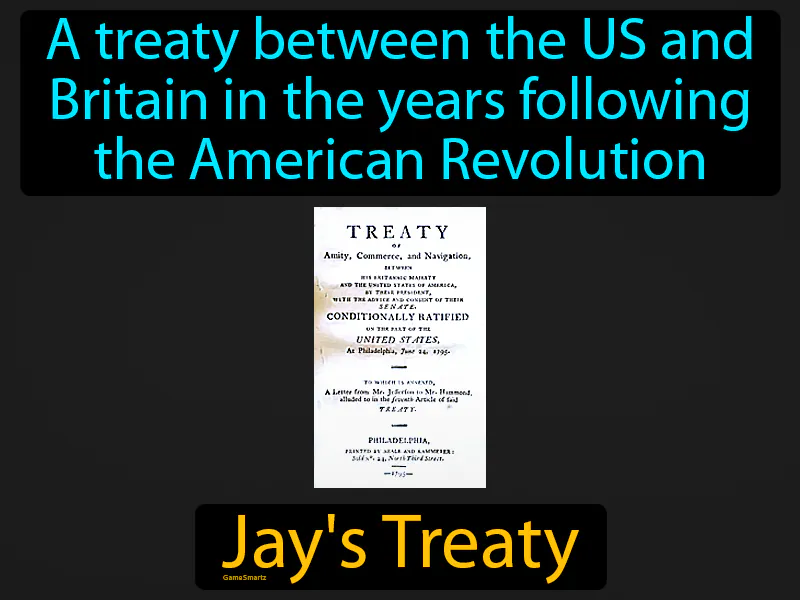 A treaty between the US and
Britain in the years following
the American Revolution
TREATY
OF
Amity, Commerce, and Navigation,
BETWEEN
HIS BRITANNIC MAJESTY
AND THE UNITED STATES OF AMERICA,
BY THEIR PRESIDENT,
WITH THE ADVICE AND CONSENT OF THEIR
SENATE.
CONDITIONALLY RATIFIED
ON THE PART OF THE
UNITED STATES,
At Philadelphia, June 24, 1795.
TO WHICH IS ANNEXED,
A Letter from Mr. Jefferson to Mr. Hammond,
alluded to in the seventh Article of said
TREATY.
PHILADELPHIA,
PRINTED BY NEALE AND KAMMERER:
Sold N°. 24, North Third Street.
—1795—
Jay's Treaty
GameSmartz